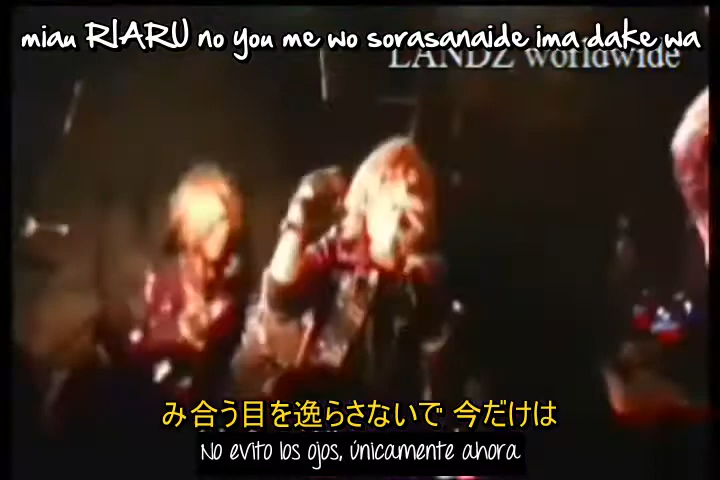 miau RIARU no you me wo sorasanaide ima dake wa
LANDZ worldwide
み合う目を逸らさないで 今だけは
No evito los ojos, únicamente ahora